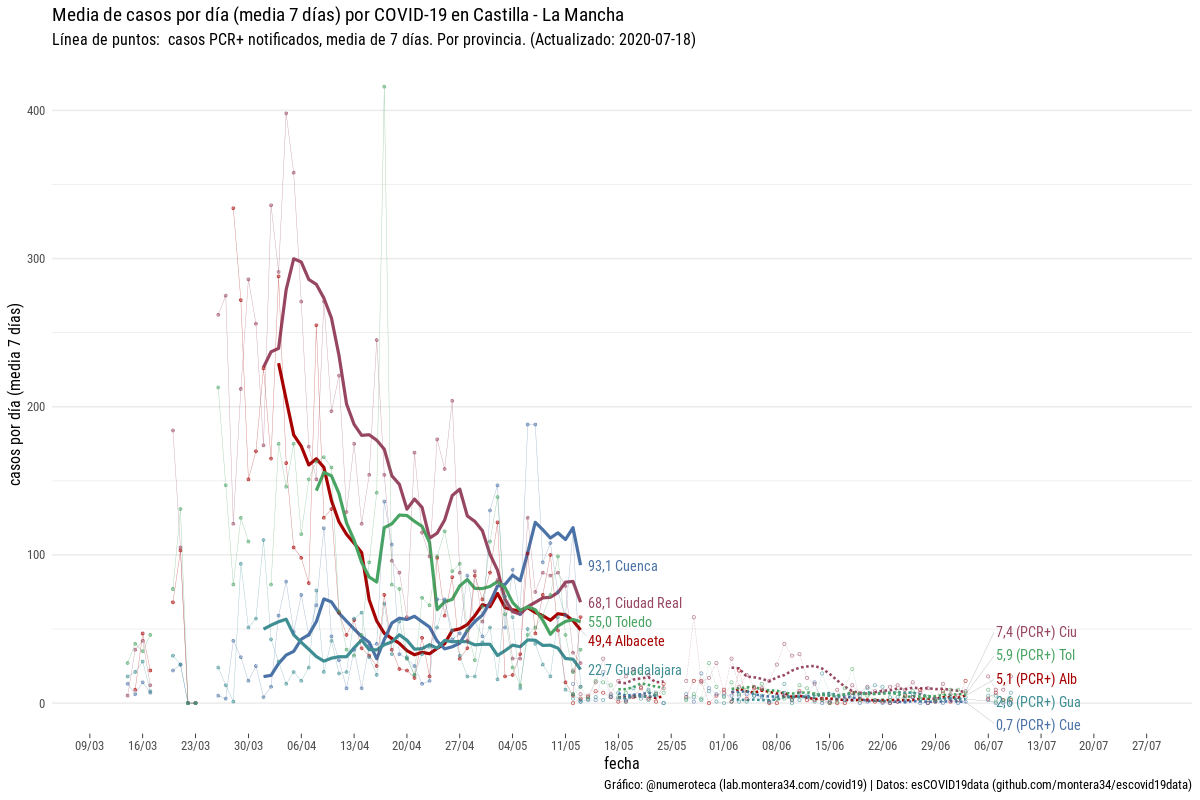 Media de casos por día (media 7 días) por COVID-19 en Castilla - La Mancha
Línea de puntos:  casos PCR+ notificados, media de 7 días. Por provincia. (Actualizado: 2020-07-18)
casos por día (media 7 días)
400
300
200
100
0
93,1 Cuenca
68,1 Ciudad Real
55,0 Toledo
49,4 Albacete
22,7 Guadalajara
7,4 (PCR+) Ciu
5,9 (PCR+) Tol
5,1 (PCR+) Alb
2,6 (PCR+) Gua
0,7 (PCR+) Cue
09/03 16/03 23/03 30/03 06/04 13/04 20/04 27/04 04/05 11/05 18/05 25/05 01/06 08/06 15/06 22/06 29/06 06/07 13/07 20/07 27/07
fecha
Gráfico: @numeroteca (lab.montera34.com/covid19) | Datos: esCOVID19data (github.com/montera34/escovid19data)